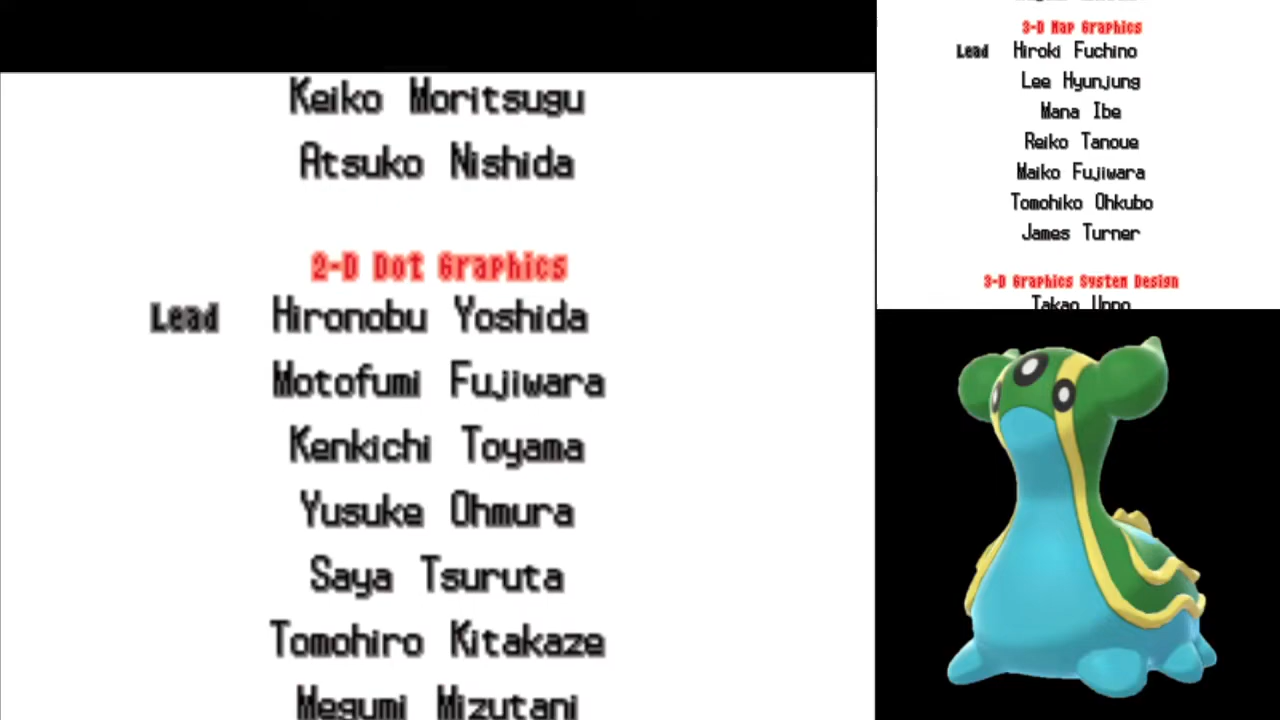 Keiko Moritsugu
Atsuko Nishida
2-D Dot Graphics
Lead Hironobu Yoshida
Motofumi Fujiwara
Kenkichi Toyama
Yusuke Ohmura
Saya Tsuruta
Tomohiro Kitakaze
Megumi Mizutani
3-D Map Graphics
Lead Hiroki Fuchino
Lee Hyunjung
Mana Ibe
Reiko Tanoue
Maiko Fujiwara
Tomohiko Ohkubo
James Turner
3-D Graphics System Design
Takao Unno